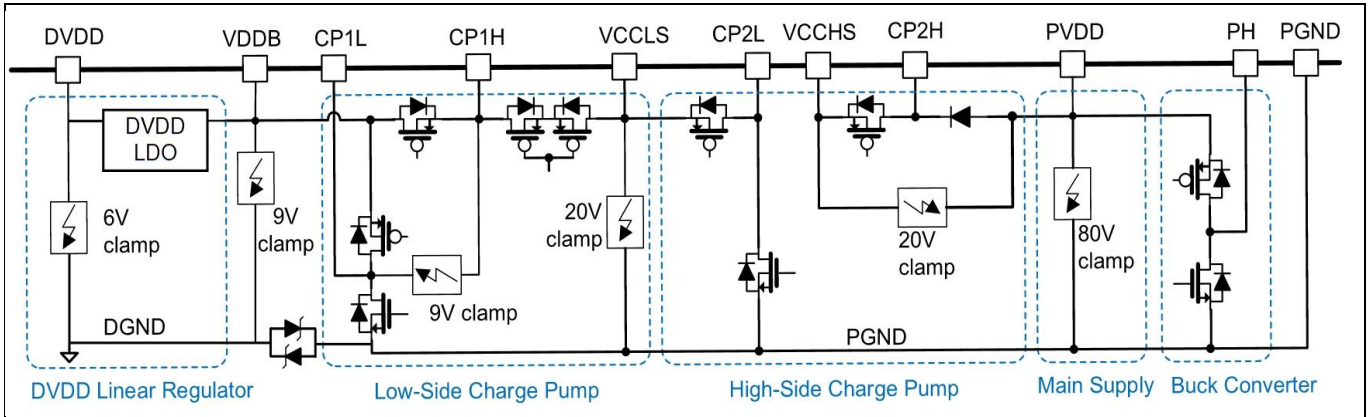 DVDD VDDB CP1L CP1H VCCLS CP2L VCCHS CP2H PVDD PH PGND
DVDD
LDO
6V
clamp
9V
clamp
20V
clamp
9V clamp
20V
clamp
80V
clamp
DGND
PGND
DVDD Linear Regulator
Low-Side Charge Pump
High-Side Charge Pump
Main Supply
Buck Converter